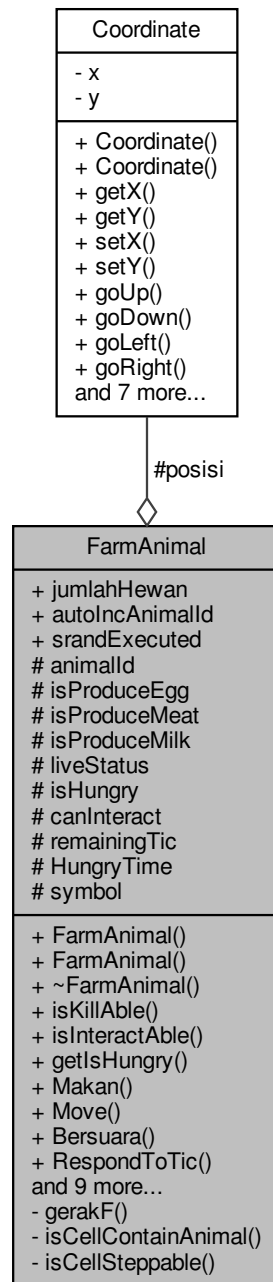 Coordinate
- x
- y
+ Coordinate()
+ Coordinate()
+ getX()
+ getY()
+ setX()
+ setY()
+ goUp()
+ goDown()
+ goLeft()
+ goRight()
and 7 more...
#posisi
FarmAnimal
+ jumlahHewan
+ autoIncAnimalId
+ srandExecuted
# animalId
# isProduceEgg
# isProduceMeat
# isProduceMilk
# liveStatus
# isHungry
# canInteract
# remainingTic
# HungryTime
# symbol
+ FarmAnimal()
+ FarmAnimal()
+ ~FarmAnimal()
+ isKillAble()
+ isInteractAble()
+ getIsHungry()
+ Makan()
+ Move()
+ Bersuara()
+ RespondToTic()
and 9 more...
- gerakF()
- isCellContainAnimal()
- isCellSteppable()